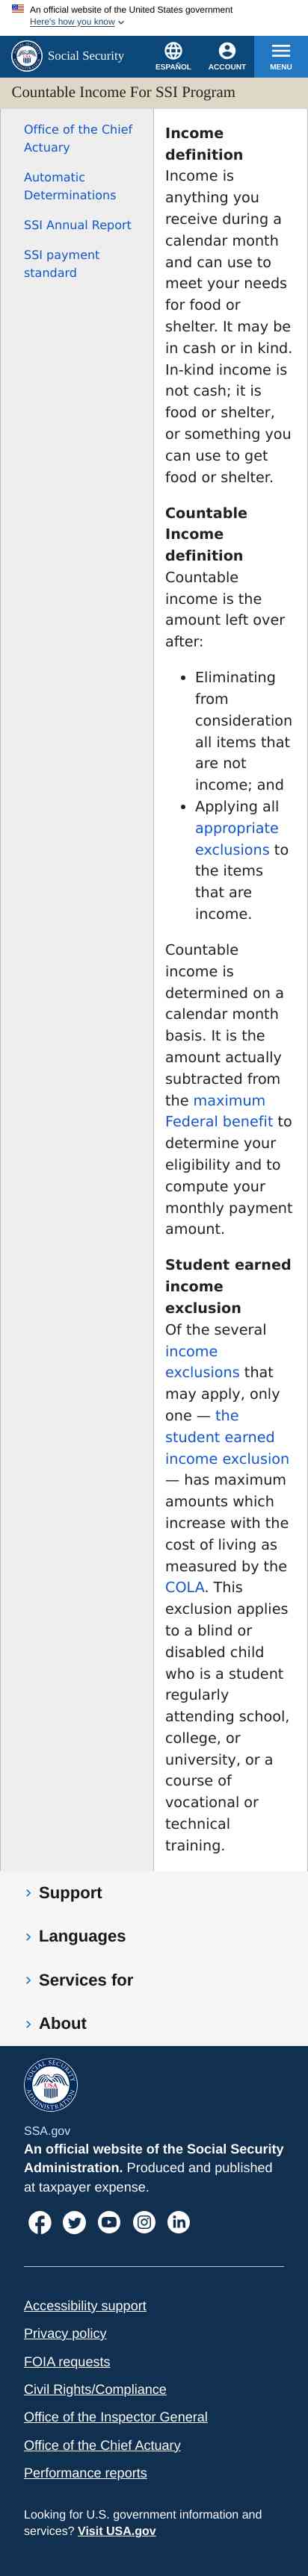 An official website of the United States government
Here's how you know
Social Security
ESPAÑOL
ACCOUNT
MENU
Countable Income For SSI Program
Office of the Chief
Actuary
Automatic
Determinations
SSI Annual Report
SSI payment
standard
Income
definition
Income is
anything you
receive during a
calendar month
and can use to
meet your needs
for food or
shelter. It may be
in cash or in kind.
In-kind income is
not cash; it is
food or shelter,
or something you
can use to get
food or shelter.
Countable
Income
definition
Countable
income is the
amount left over
after:
• Eliminating
from
consideration
all items that
are not
income; and
• Applying all
appropriate
exclusions to
the items
that are
income.
Countable
income is
determined on a
calendar month
basis. It is the
amount actually
subtracted from
the maximum
Federal benefit to
determine your
eligibility and to
compute your
monthly payment
amount.
Student earned
income
exclusion
Of the several
income
exclusions that
may apply, only
one — the
student earned
income exclusion
— has maximum
amounts which
increase with the
cost of living as
measured by the
COLA. This
exclusion applies
to a blind or
disabled child
who is a student
regularly
attending school,
college, or
university, or a
course of
vocational or
technical
training.
Support
Languages
Services for
About
SOCIAL SECURITY
USA
ADMINISTRATION
SSA.gov
An official website of the Social Security
Administration. Produced and published
at taxpayer expense.
Accessibility support
Privacy policy
FOIA requests
Civil Rights/Compliance
Office of the Inspector General
Office of the Chief Actuary
Performance reports
Looking for U.S. government information and
services? Visit USA.gov